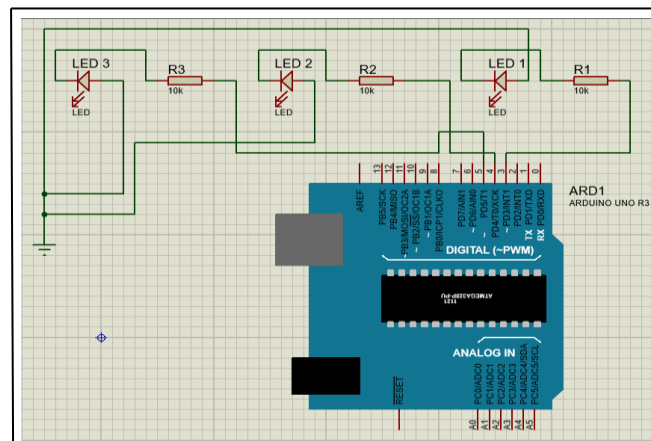 LED 3
LED
R3
10k
LED 2
LED
R2
10k
LED 1
LED
R1
10k
ARD1
ARDUINO UNO R3
AREF
13
12
11
10
9
8
7
6
5
4
3
2
1
0
PB5/SCK
PB4/MISO
PB3/MOSI/OC2A
~ PB2/SS/OC1B
~ PB1/OC1A
PB0/ICP1/CLKO
PD7/AIN1
~ PD6/AIN0
~ PD5/T1
PD4/T0/XCK
~ PD3/INT1
PD2/INT0
TX PD1/TXD
RX PD0/RXD
DIGITAL (~PWM)
1121
ATMEGA328P-PU
ANALOG IN
RESET
PC0/ADC0
PC1/ADC1
PC2/ADC2
PC3/ADC3
PC4/ADC4/SDA
PC5/ADC5/SCL
A0
A1
A2
A3
A4
A5